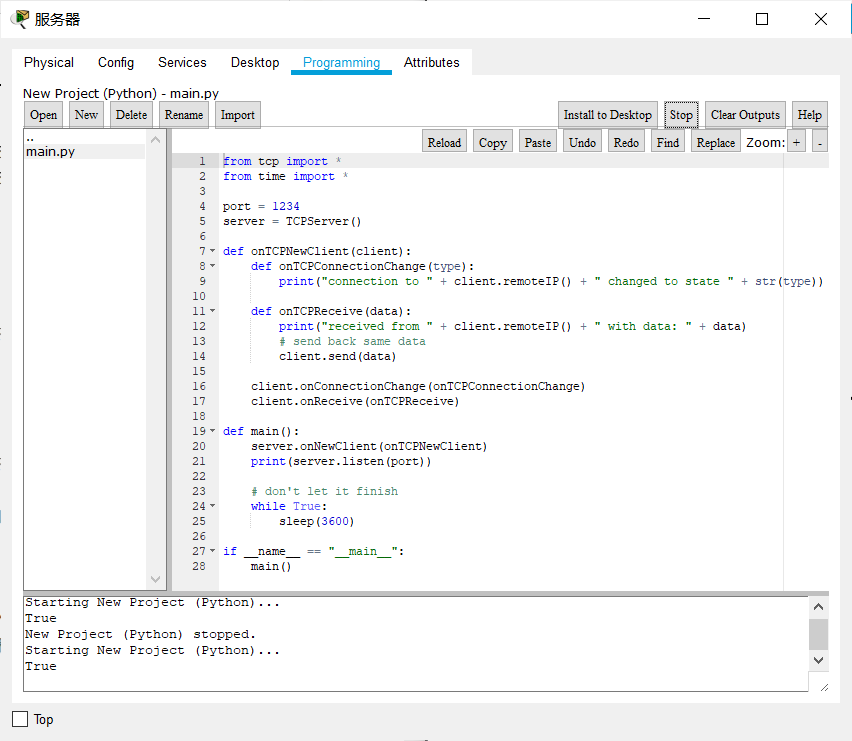 服务器
Physical Config Services Desktop Programming Attributes
New Project (Python) - main.py
Open New Delete Rename Import Install to Desktop Stop Clear Outputs Help
Reload Copy Paste Undo Redo Find Replace Zoom: + -
..
main.py
1 from tcp import *
2 from time import *
3
4 port = 1234
5 server = TCPServer()
6
7 def onTCPNewClient(client):
8     def onTCPConnectionChange(type):
9         print("connection to " + client.remoteIP() + " changed to state " + str(type))
10
11     def onTCPReceive(data):
12         print("received from " + client.remoteIP() + " with data: " + data)
13         # send back same data
14         client.send(data)
15
16     client.onConnectionChange(onTCPConnectionChange)
17     client.onReceive(onTCPReceive)
18
19 def main():
20     server.onNewClient(onTCPNewClient)
21     print(server.listen(port))
22
23     # don't let it finish
24     while True:
25         sleep(3600)
26
27 if __name__ == "__main__":
28     main()
Starting New Project (Python)...
True
New Project (Python) stopped.
Starting New Project (Python)...
True
Top